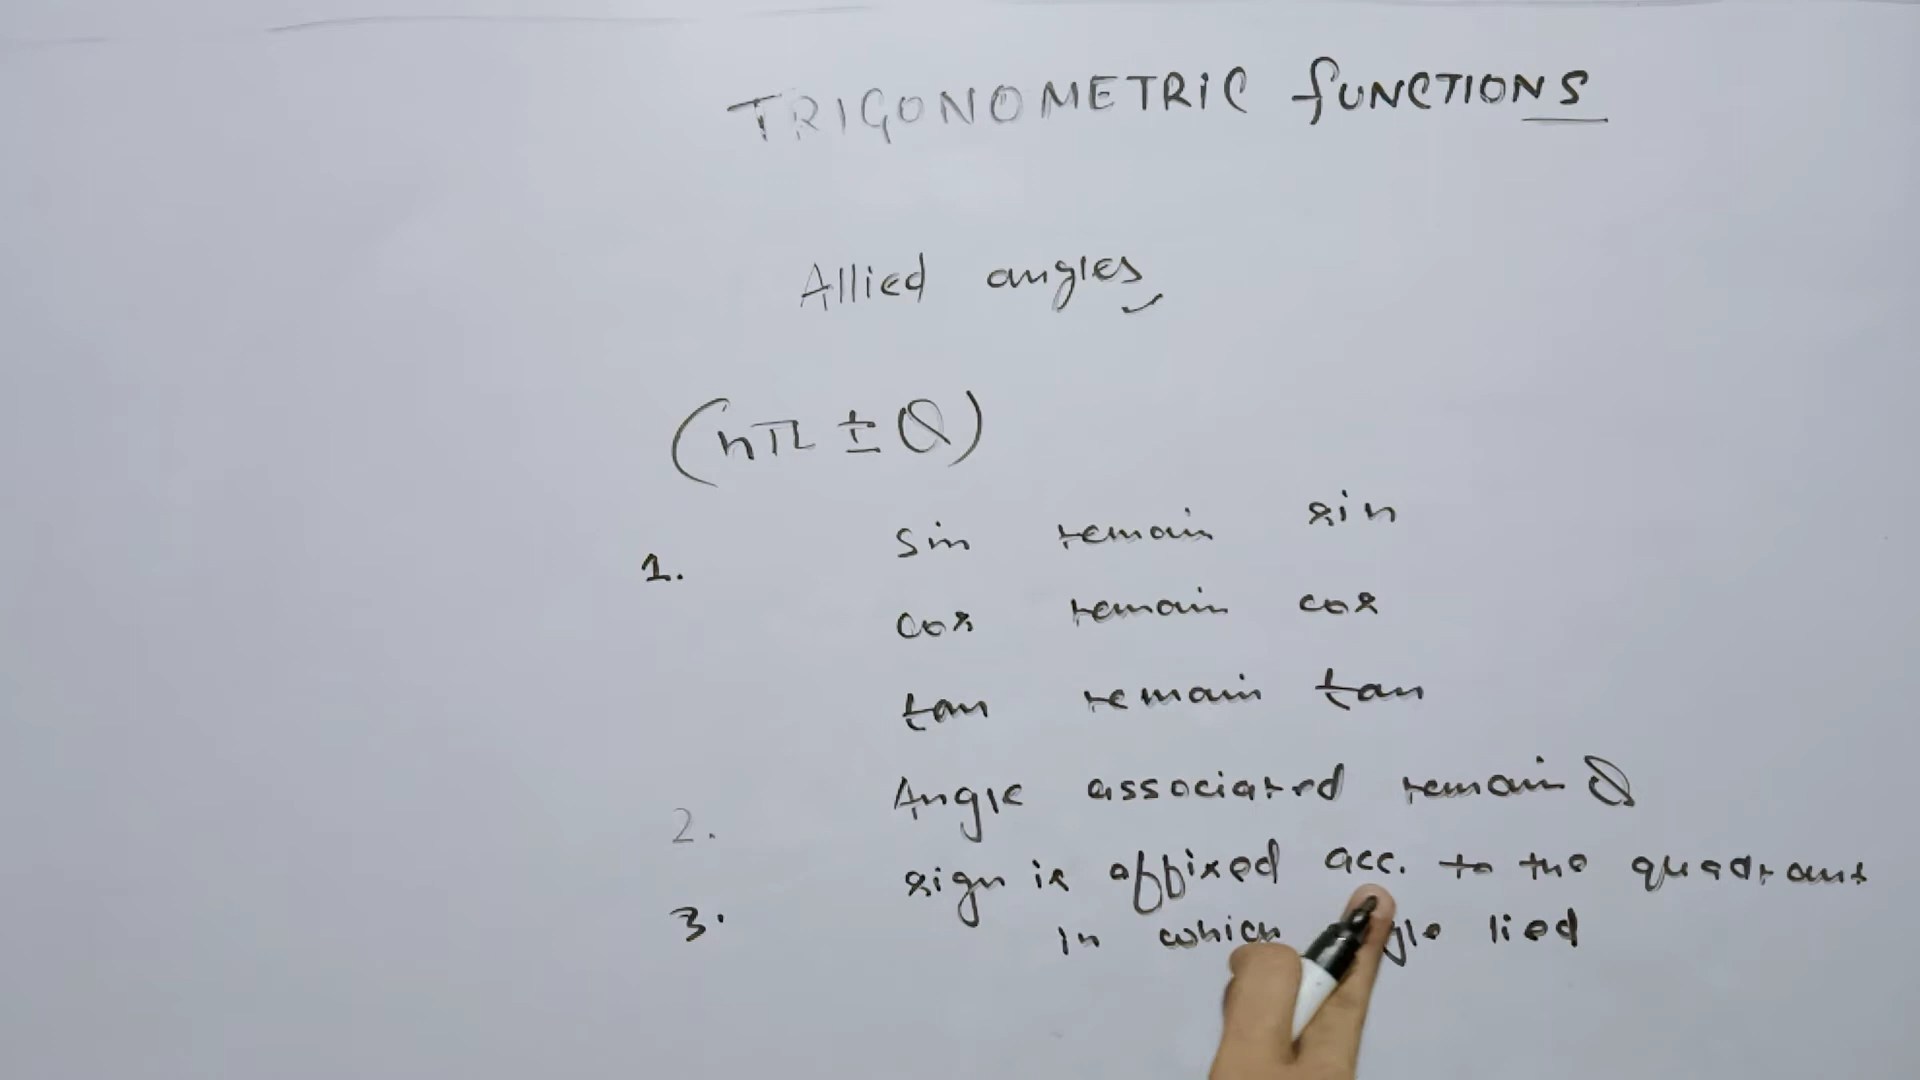 TRIGONOMETRIC fUNCTIONS
Allied angles
(nπ ± θ)
1. sin remain sin
cos remain cos
tan remain tan
2. Angle associated remain θ
3. sign is affixed acc. to the quadrant
in which lied